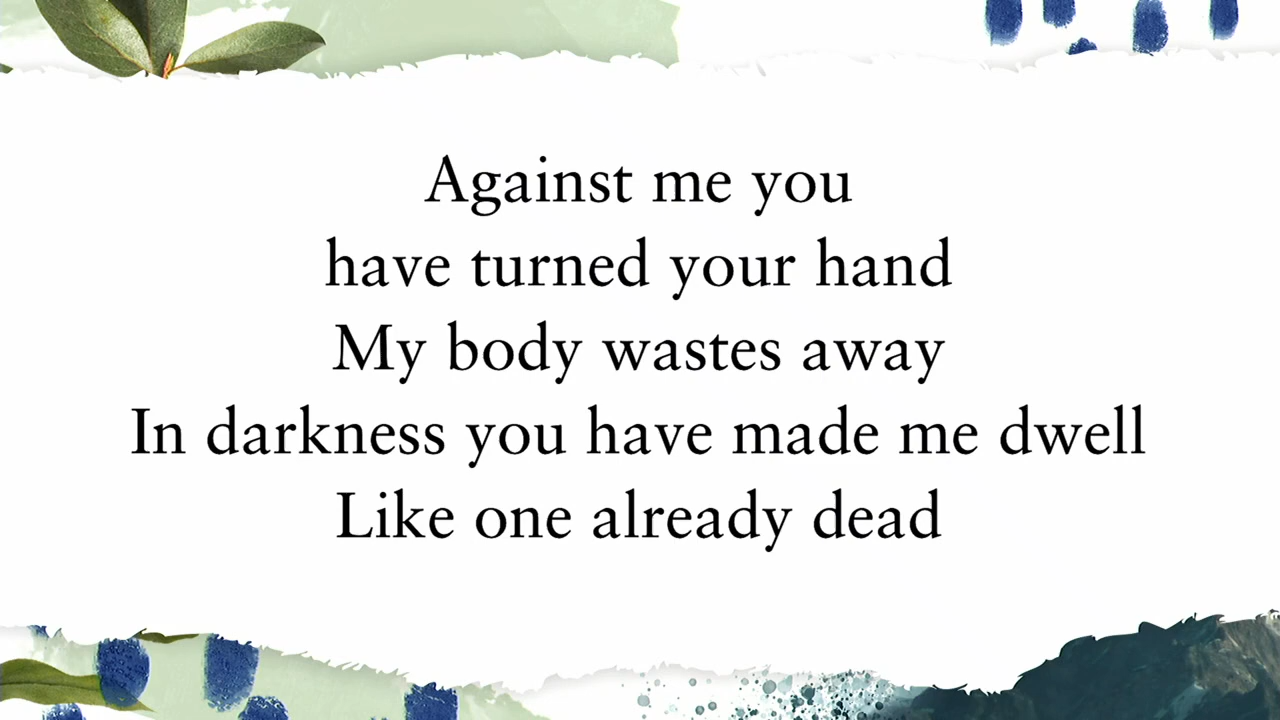 Against me you
have turned your hand
My body wastes away
In darkness you have made me dwell
Like one already dead